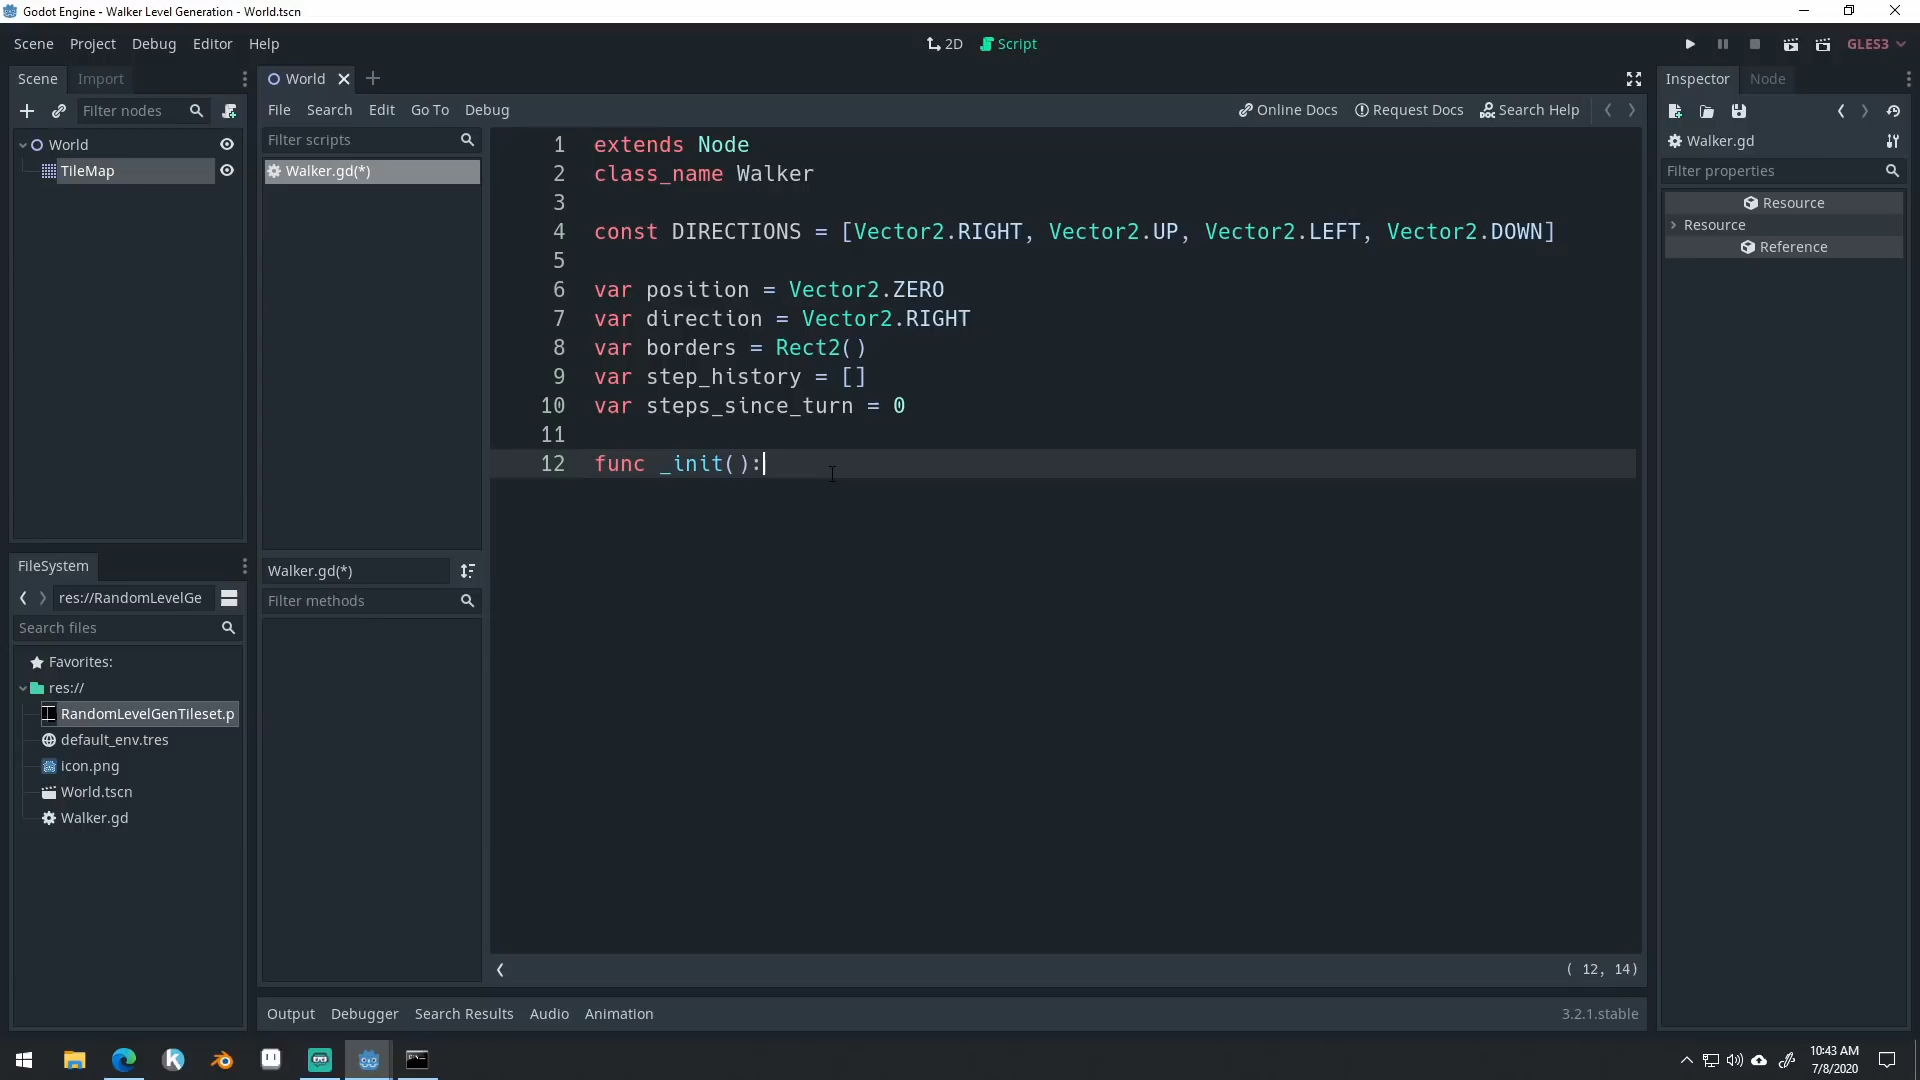 Godot Engine - Walker Level Generation - World.tscn
Scene Project Debug Editor Help
2D Script
GLES3
Scene Import
Filter nodes
World
TileMap
FileSystem
res://RandomLevelGe
Search files
Favorites:
res://
RandomLevelGenTileset.p
default_env.tres
icon.png
World.tscn
Walker.gd
World
File Search Edit Go To Debug
Online Docs Request Docs Search Help
Filter scripts
Walker.gd(*)
Walker.gd(*)
Filter methods
1 extends Node
2 class_name Walker
3
4 const DIRECTIONS = [Vector2.RIGHT, Vector2.UP, Vector2.LEFT, Vector2.DOWN]
5
6 var position = Vector2.ZERO
7 var direction = Vector2.RIGHT
8 var borders = Rect2()
9 var step_history = []
10 var steps_since_turn = 0
11
12 func _init():
( 12, 14)
Output Debugger Search Results Audio Animation
3.2.1.stable
Inspector Node
Walker.gd
Filter properties
Resource
Resource
Reference
10:43 AM
7/8/2020